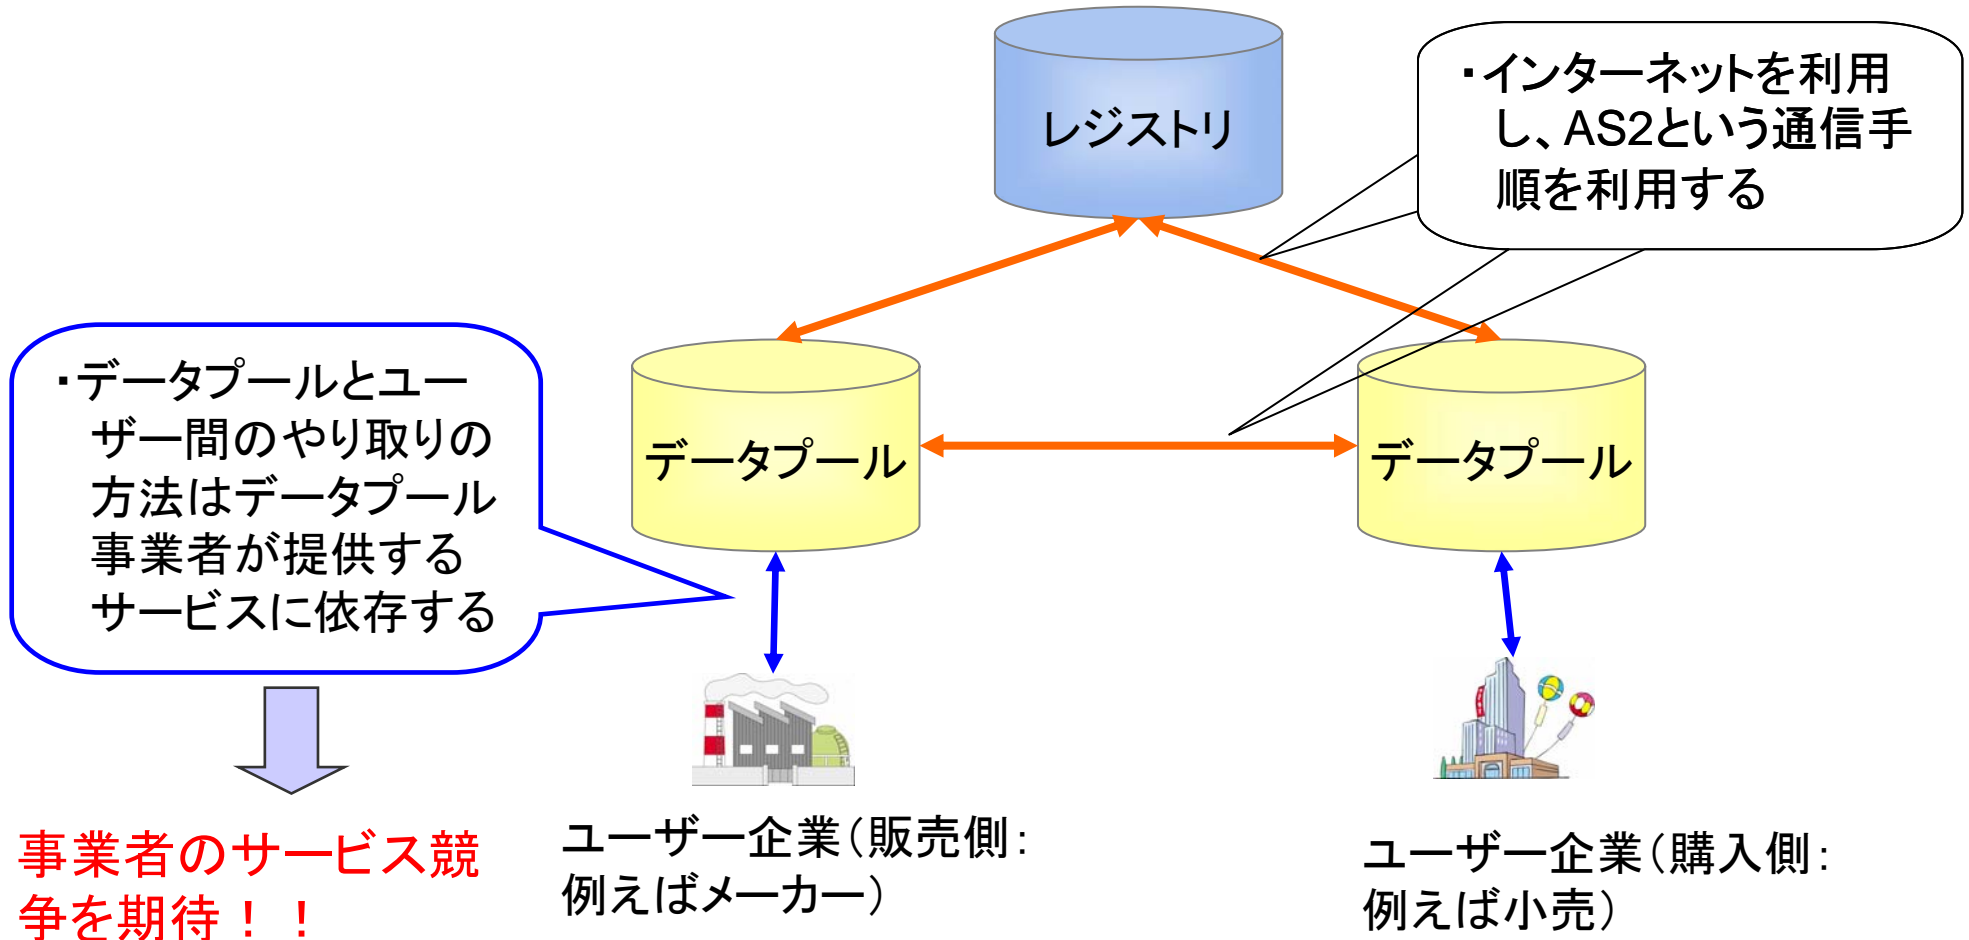 レジストリ
・インターネットを利用
し、AS2という通信手
順を利用する
・データプールとユー
ザー間のやり取りの
方法はデータプール
事業者が提供する
サービスに依存する
データプール
データプール
事業者のサービス競
争を期待！！
ユーザー企業（販売側：
例えばメーカー）
ユーザー企業（購入側：
例えば小売）